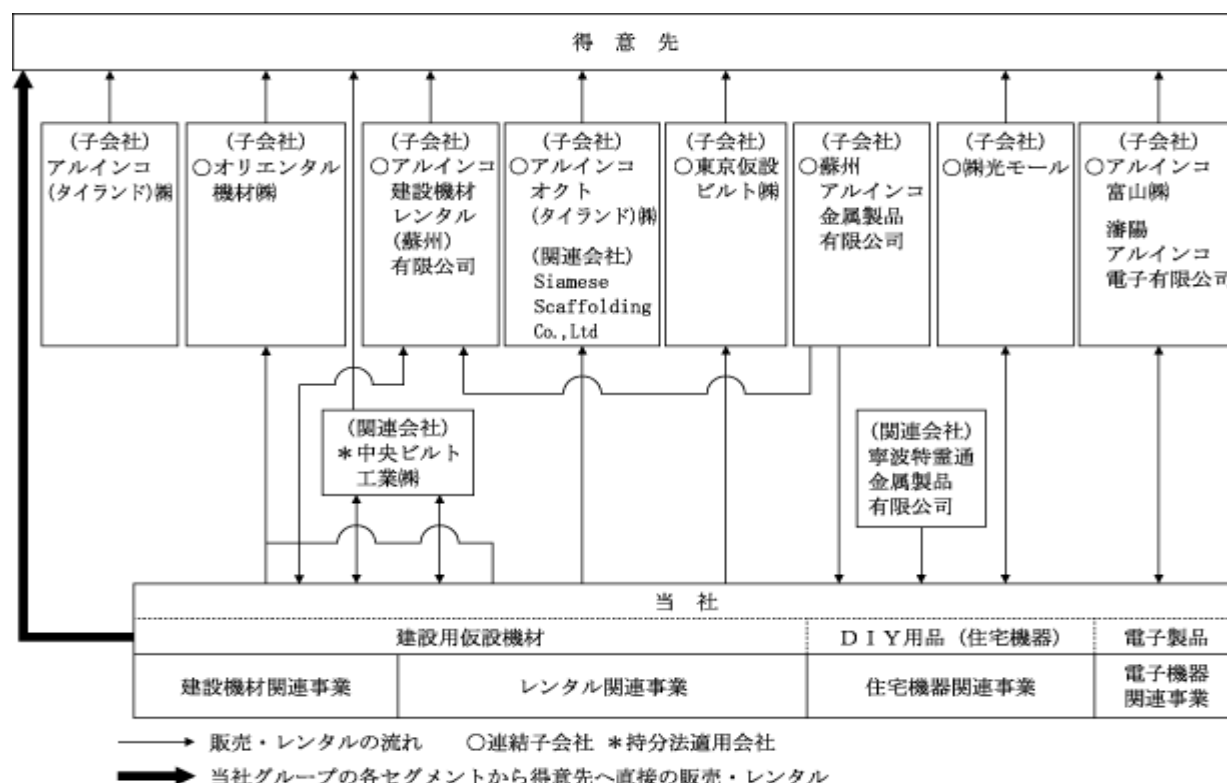 得意先
(子会社)
アルインコ
(タイランド)㈱
(子会社)
○オリエンタル
機材㈱
(子会社)
○アルインコ
建設機材
レンタル
(蘇州)
有限公司
(子会社)
○アルインコ
オクト
(タイランド)㈱
(関連会社)
Siamese
Scaffolding
Co.,Ltd
(子会社)
○東京仮設
ビルト㈱
(子会社)
○蘇州
アルインコ
金属製品
有限公司
(子会社)
○㈱光モール
(子会社)
○アルインコ
富山㈱
瀋陽
アルインコ
電子有限公司
(関連会社)
＊中央ビルト
工業㈱
(関連会社)
寧波特霊通
金属製品
有限公司
当社
建設用仮設機材
ＤＩＹ用品（住宅機器）
電子製品
建設機材関連事業
レンタル関連事業
住宅機器関連事業
電子機器
関連事業
販売・レンタルの流れ ○連結子会社 ＊持分法適用会社
当社グループの各セグメントから得意先へ直接の販売・レンタル